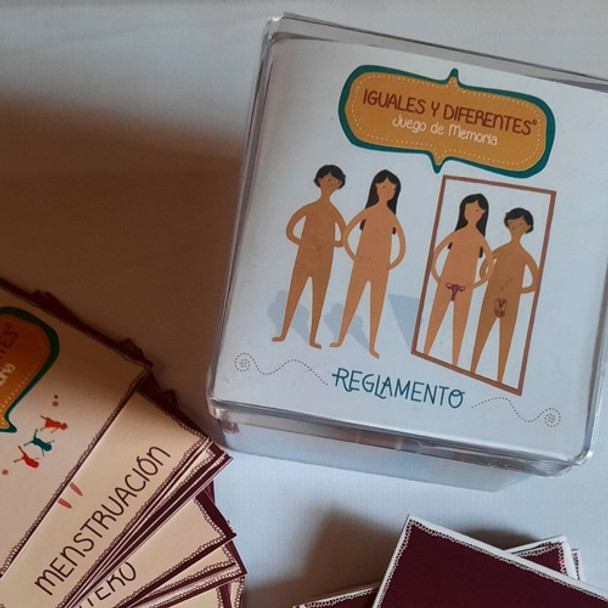 IGUALES Y DIFERENTES®
Juego de Memoria
REGLAMENTO
MENSTRUACIÓN